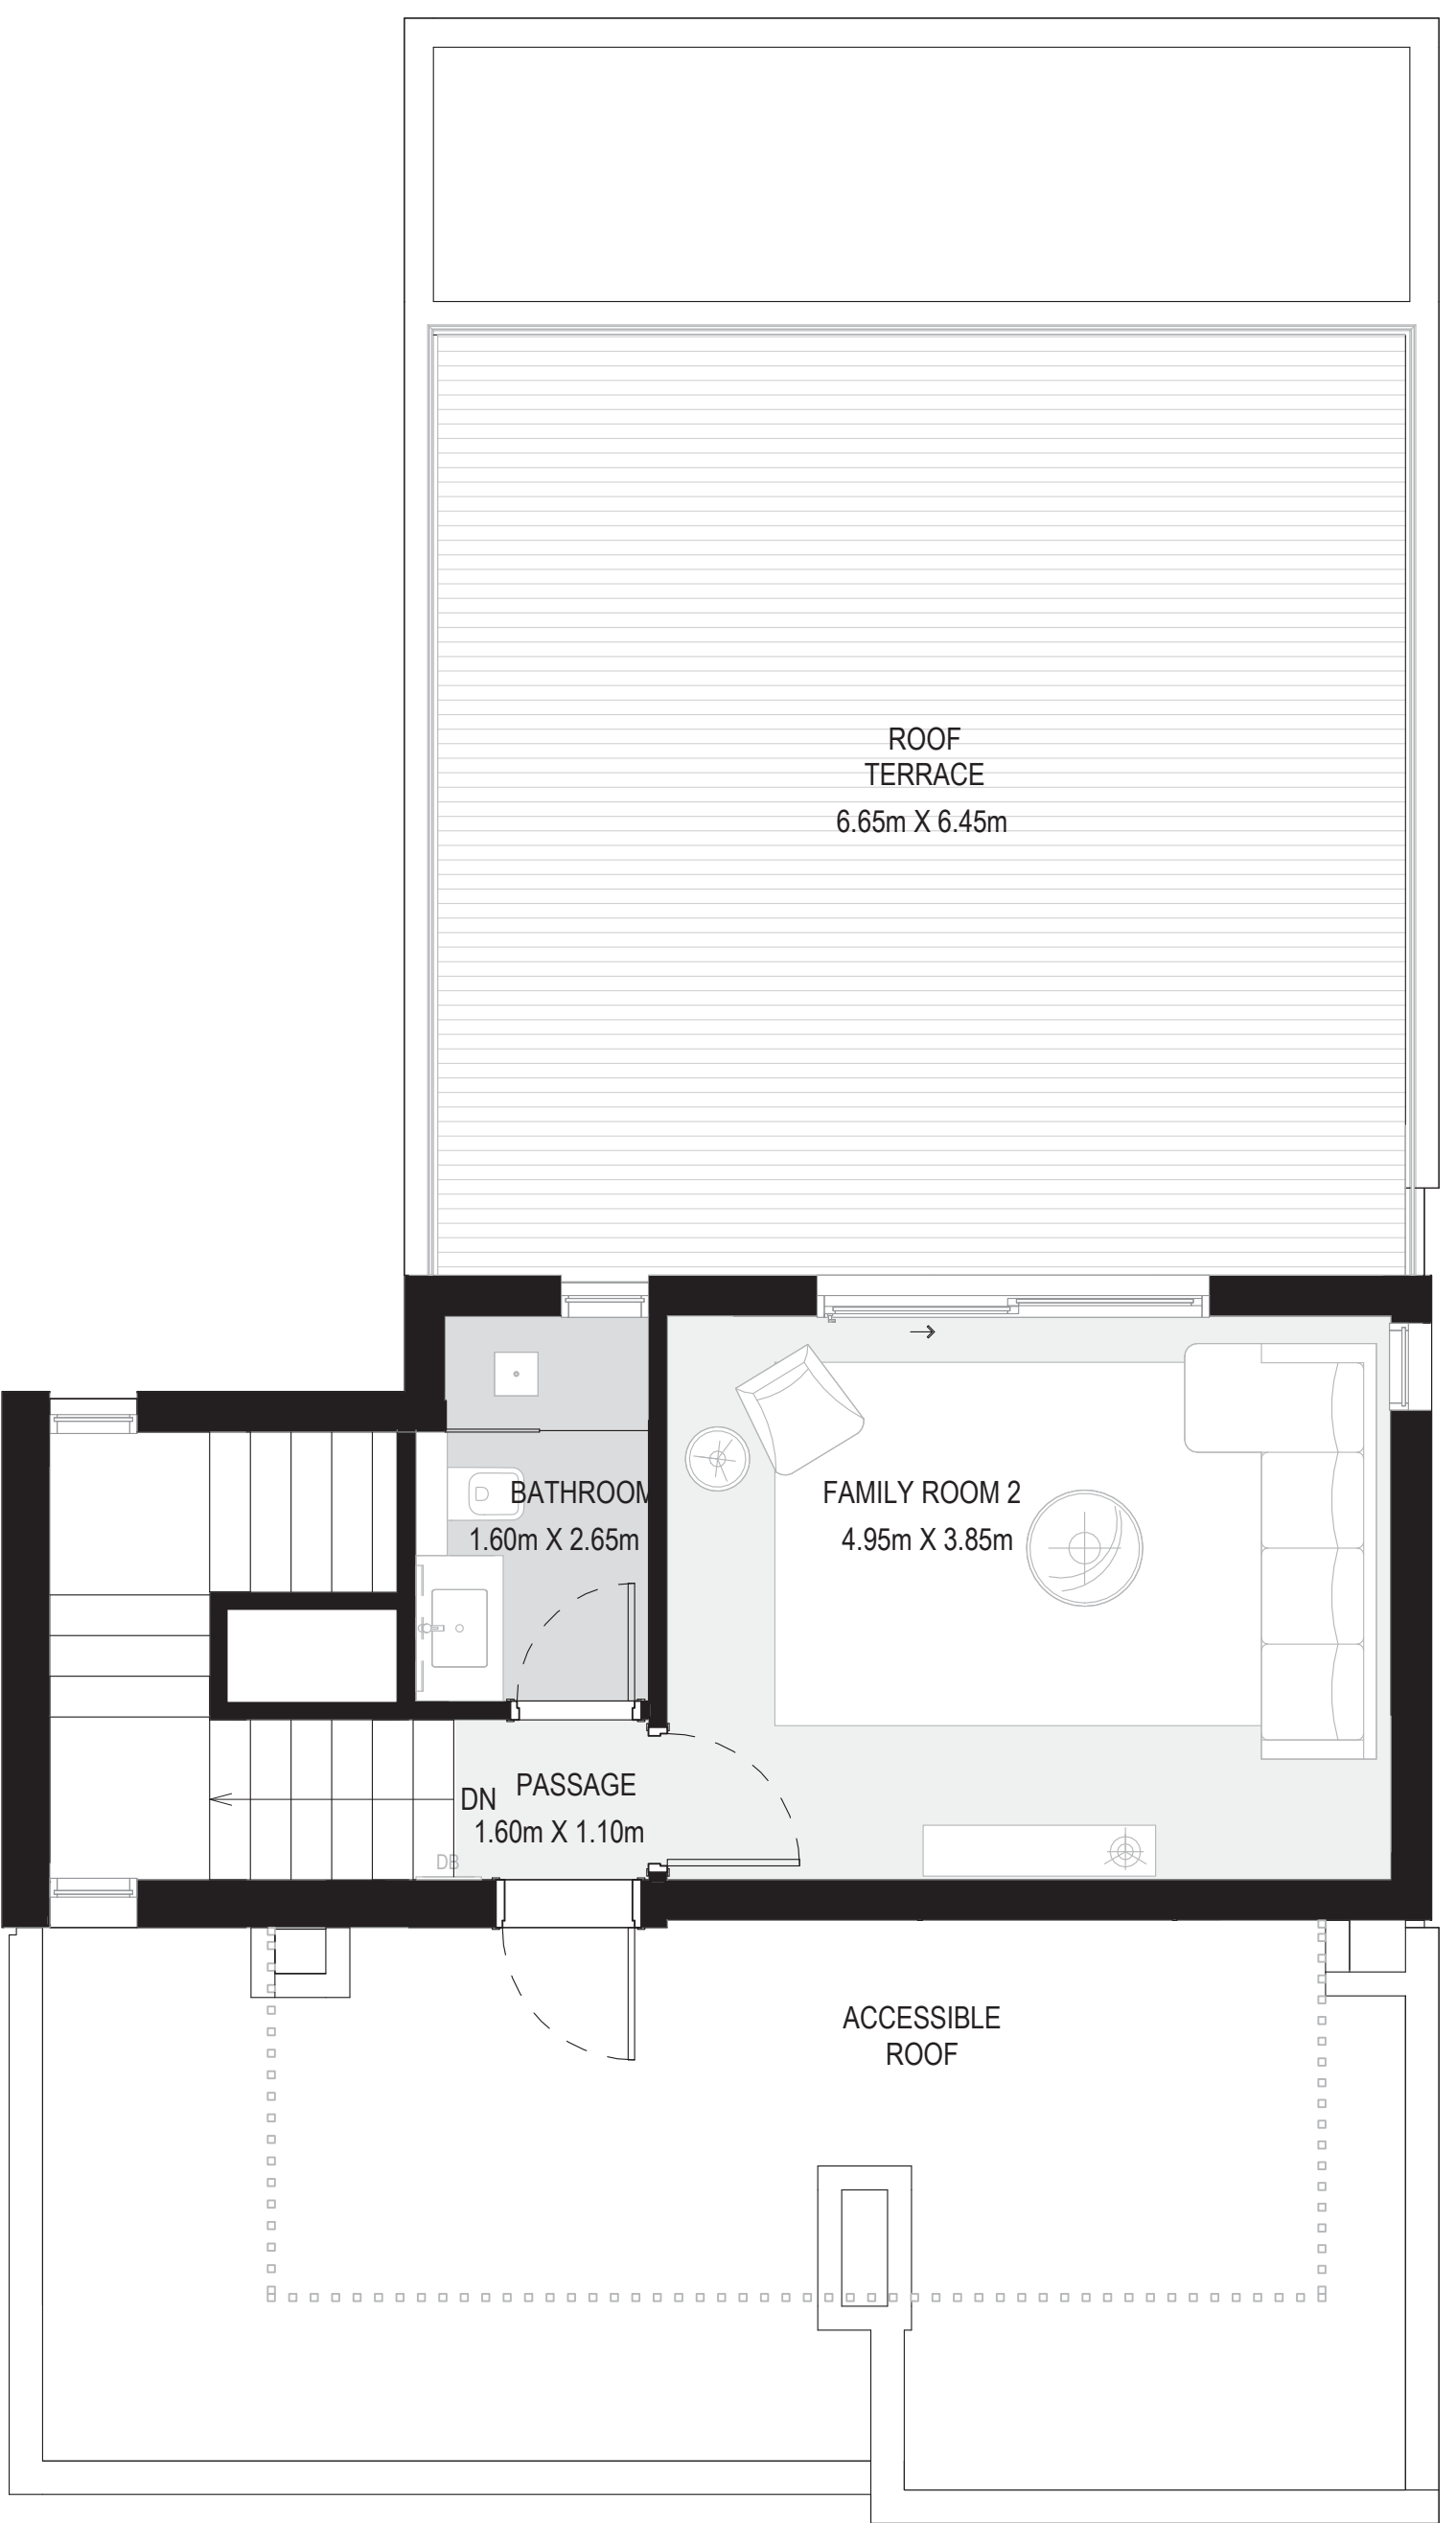 ROOF
TERRACE
6.65m X 6.45m
BATHROOM
1.60m X 2.65m
FAMILY ROOM 2
4.95m X 3.85m
DN
PASSAGE
1.60m X 1.10m
DB
ACCESSIBLE
ROOF